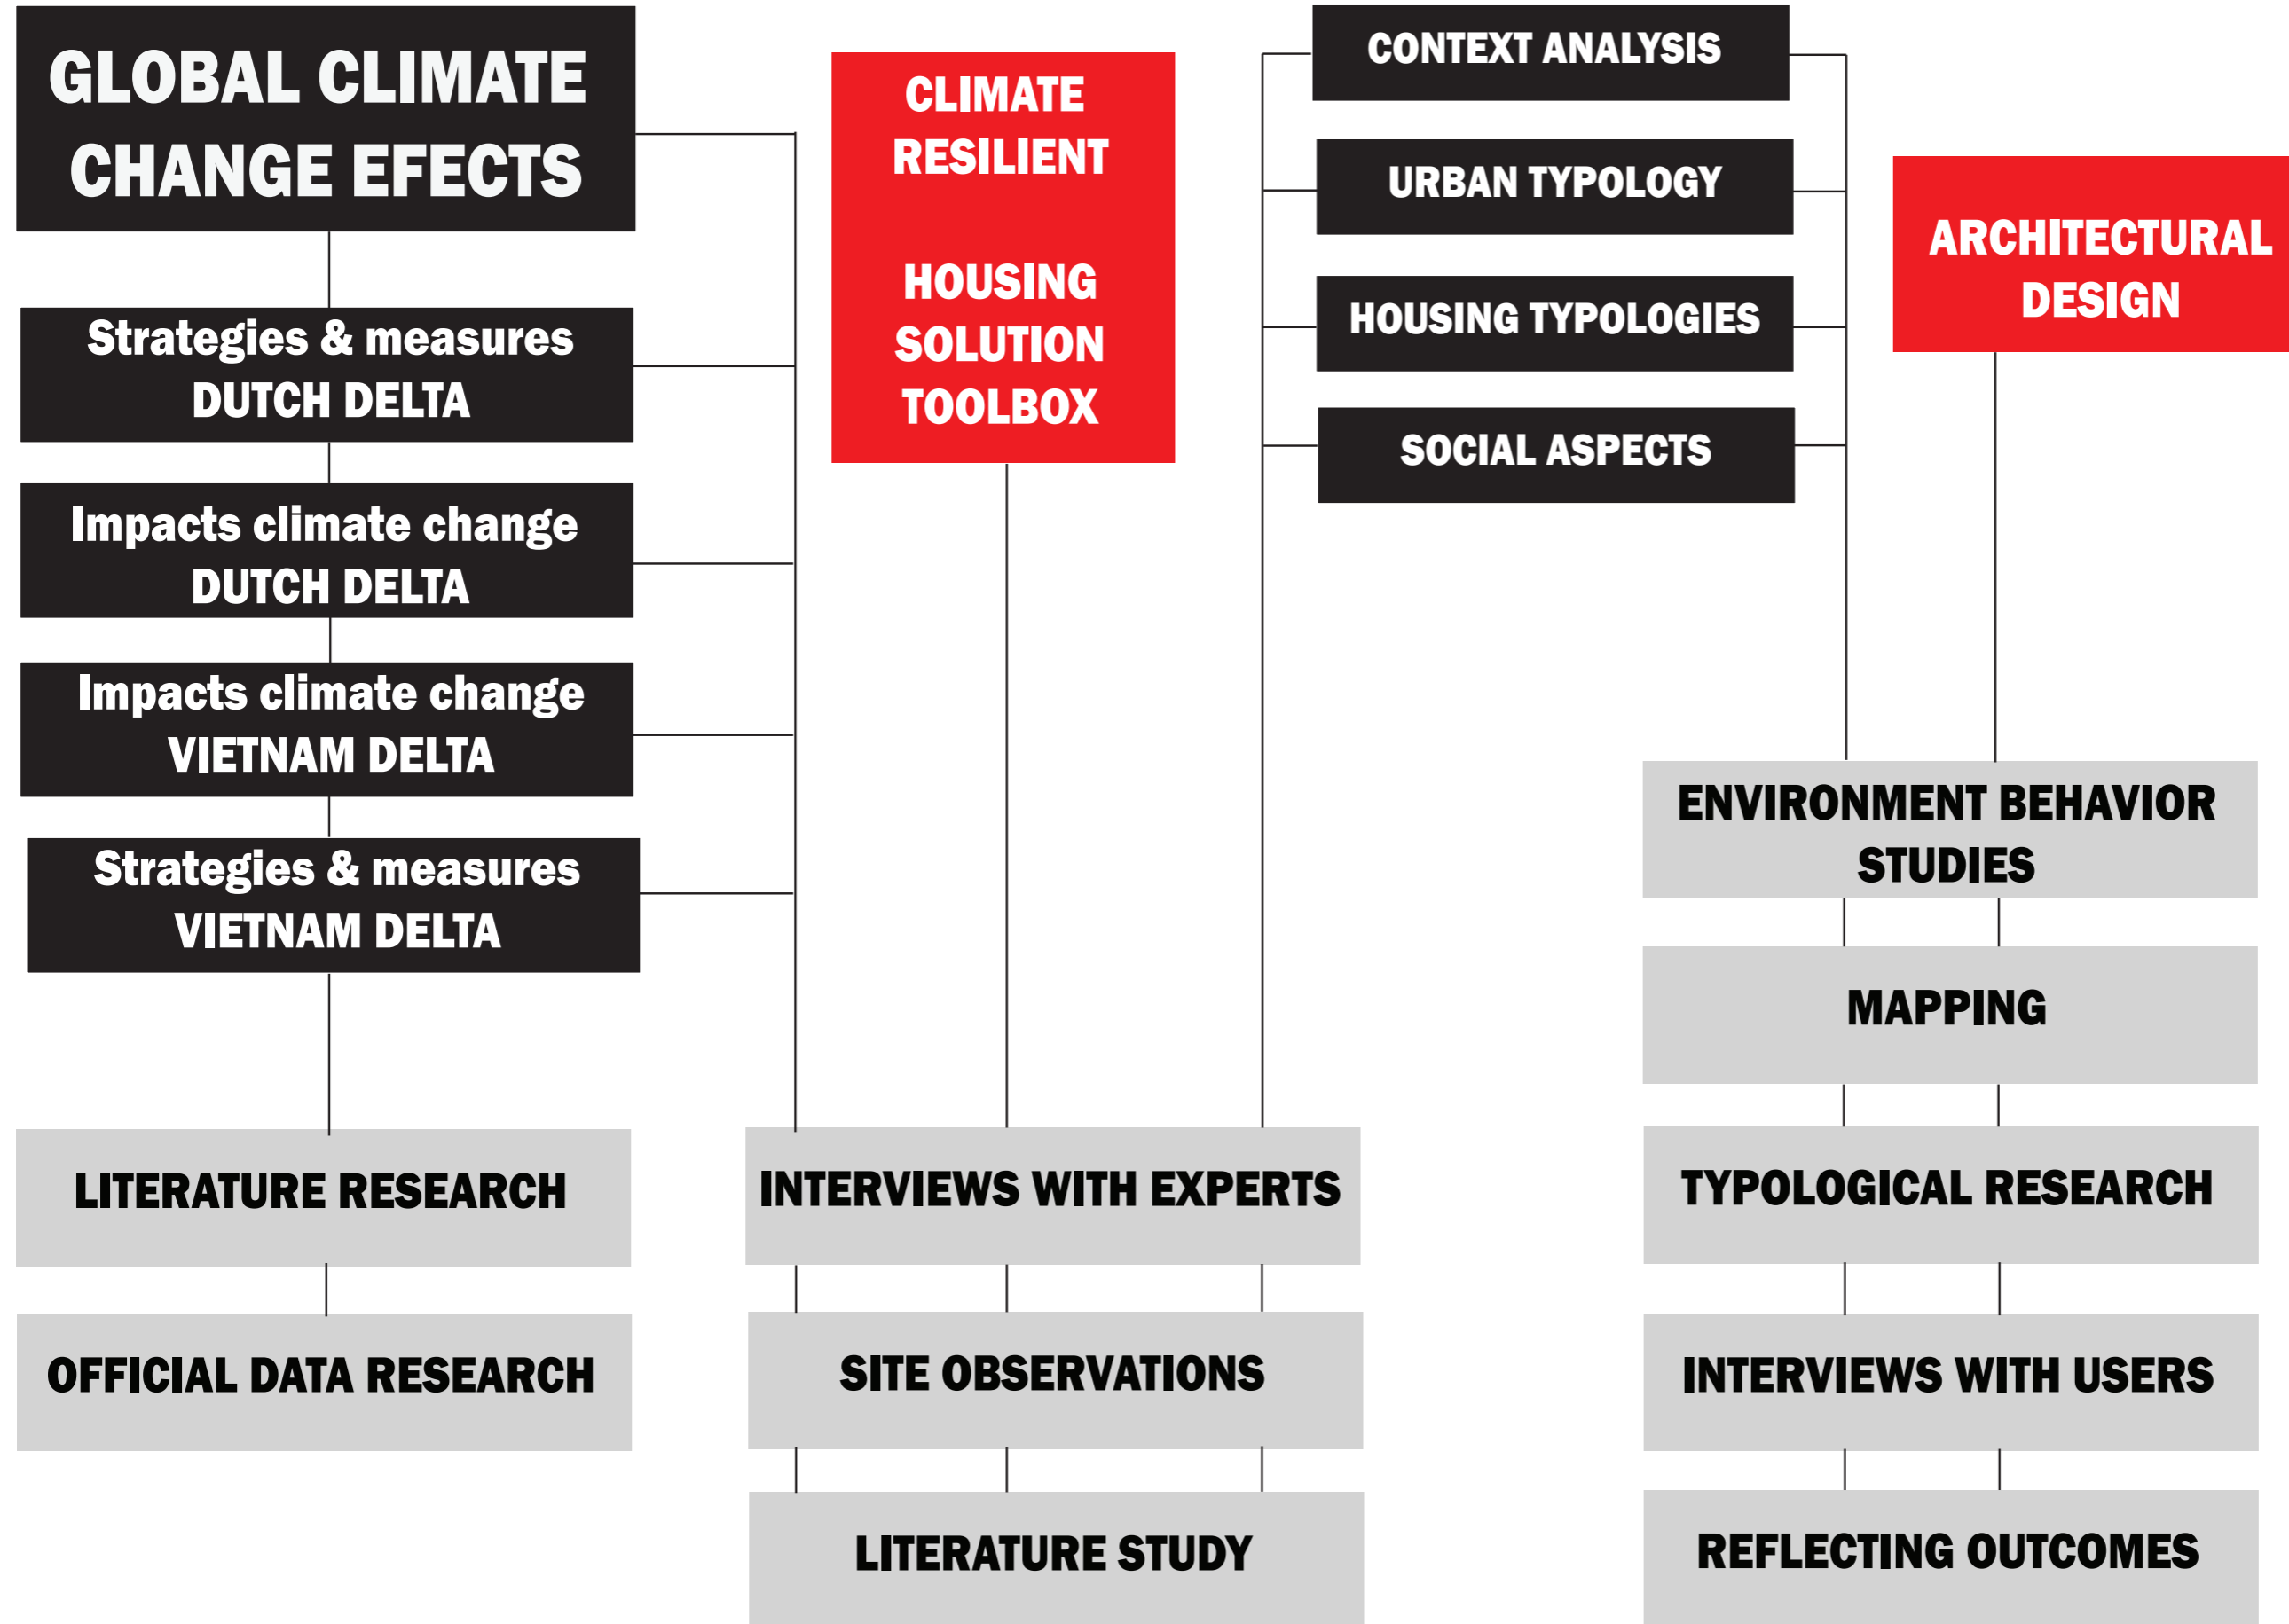 GLOBAL CLIMATE
CHANGE EFECTS
Strategies & measures
DUTCH DELTA
Impacts climate change
DUTCH DELTA
Impacts climate change
VIETNAM DELTA
Strategies & measures
VIETNAM DELTA
LITERATURE RESEARCH
OFFICIAL DATA RESEARCH
CLIMATE
RESILIENT
HOUSING
SOLUTION
TOOLBOX
INTERVIEWS WITH EXPERTS
SITE OBSERVATIONS
LITERATURE STUDY
CONTEXT ANALYSIS
URBAN TYPOLOGY
HOUSING TYPOLOGIES
SOCIAL ASPECTS
ARCHITECTURAL
DESIGN
ENVIRONMENT BEHAVIOR
STUDIES
MAPPING
TYPOLOGICAL RESEARCH
INTERVIEWS WITH USERS
REFLECTING OUTCOMES